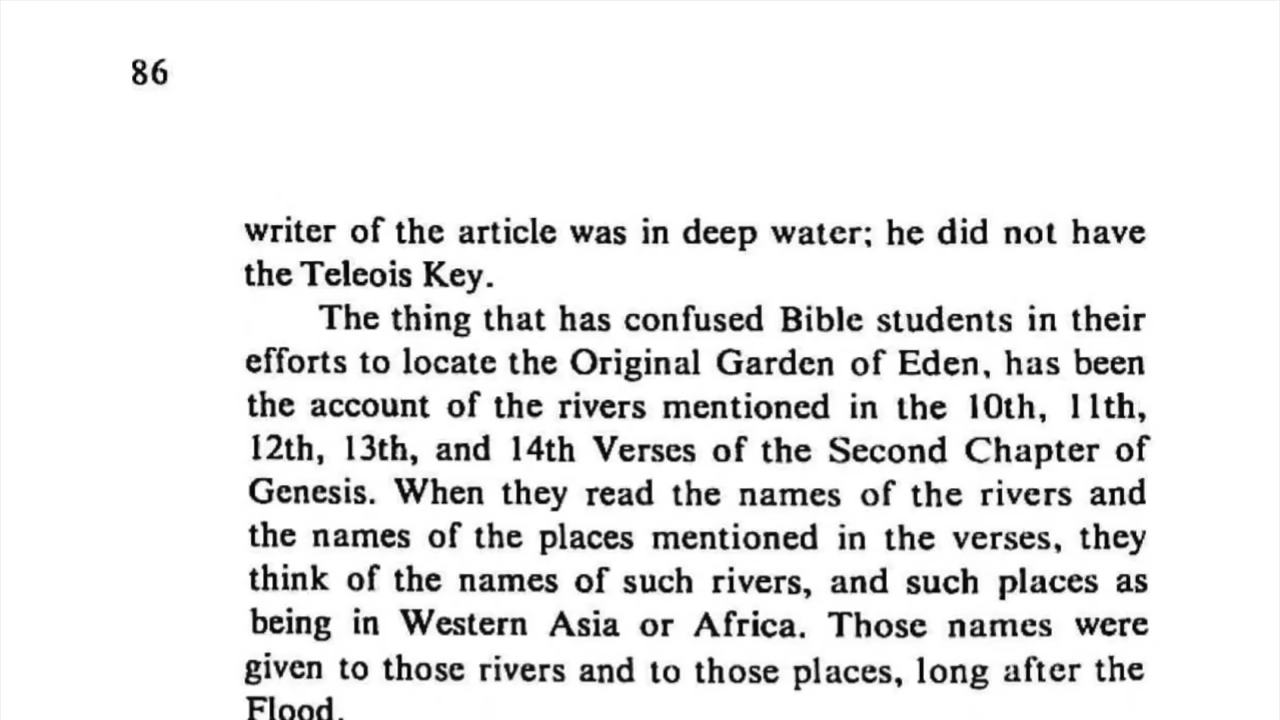 86
writer of the article was in deep water; he did not have
the Teleois Key.
The thing that has confused Bible students in their
efforts to locate the Original Garden of Eden, has been
the account of the rivers mentioned in the 10th, 11th,
12th, 13th, and 14th Verses of the Second Chapter of
Genesis. When they read the names of the rivers and
the names of the places mentioned in the verses, they
think of the names of such rivers, and such places as
being in Western Asia or Africa. Those names were
given to those rivers and to those places, long after the
Flood.